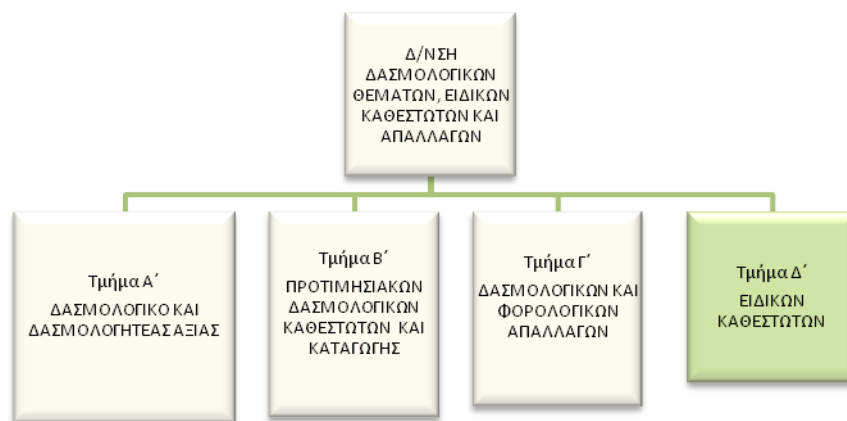 Δ/ΝΣΗ
ΔΑΣΜΟΛΟΓΙΚΩΝ
ΘΕΜΑΤΩΝ, ΕΙΔΙΚΩΝ
ΚΑΘΕΣΤΩΤΩΝ ΚΑΙ
ΑΠΑΛΛΑΓΩΝ
Τμήμα Α΄
ΔΑΣΜΟΛΟΓΙΚΟ ΚΑΙ
ΔΑΣΜΟΛΟΓΗΤΕΑΣ ΑΞΙΑΣ
Τμήμα Β΄
ΠΡΟΤΙΜΗΣΙΑΚΩΝ
ΔΑΣΜΟΛΟΓΙΚΩΝ
ΚΑΘΕΣΤΩΤΩΝ ΚΑΙ
ΚΑΤΑΓΩΓΗΣ
Τμήμα Γ΄
ΔΑΣΜΟΛΟΓΙΚΩΝ ΚΑΙ
ΦΟΡΟΛΟΓΙΚΩΝ
ΑΠΑΛΛΑΓΩΝ
Τμήμα Δ΄
ΕΙΔΙΚΩΝ
ΚΑΘΕΣΤΩΤΩΝ